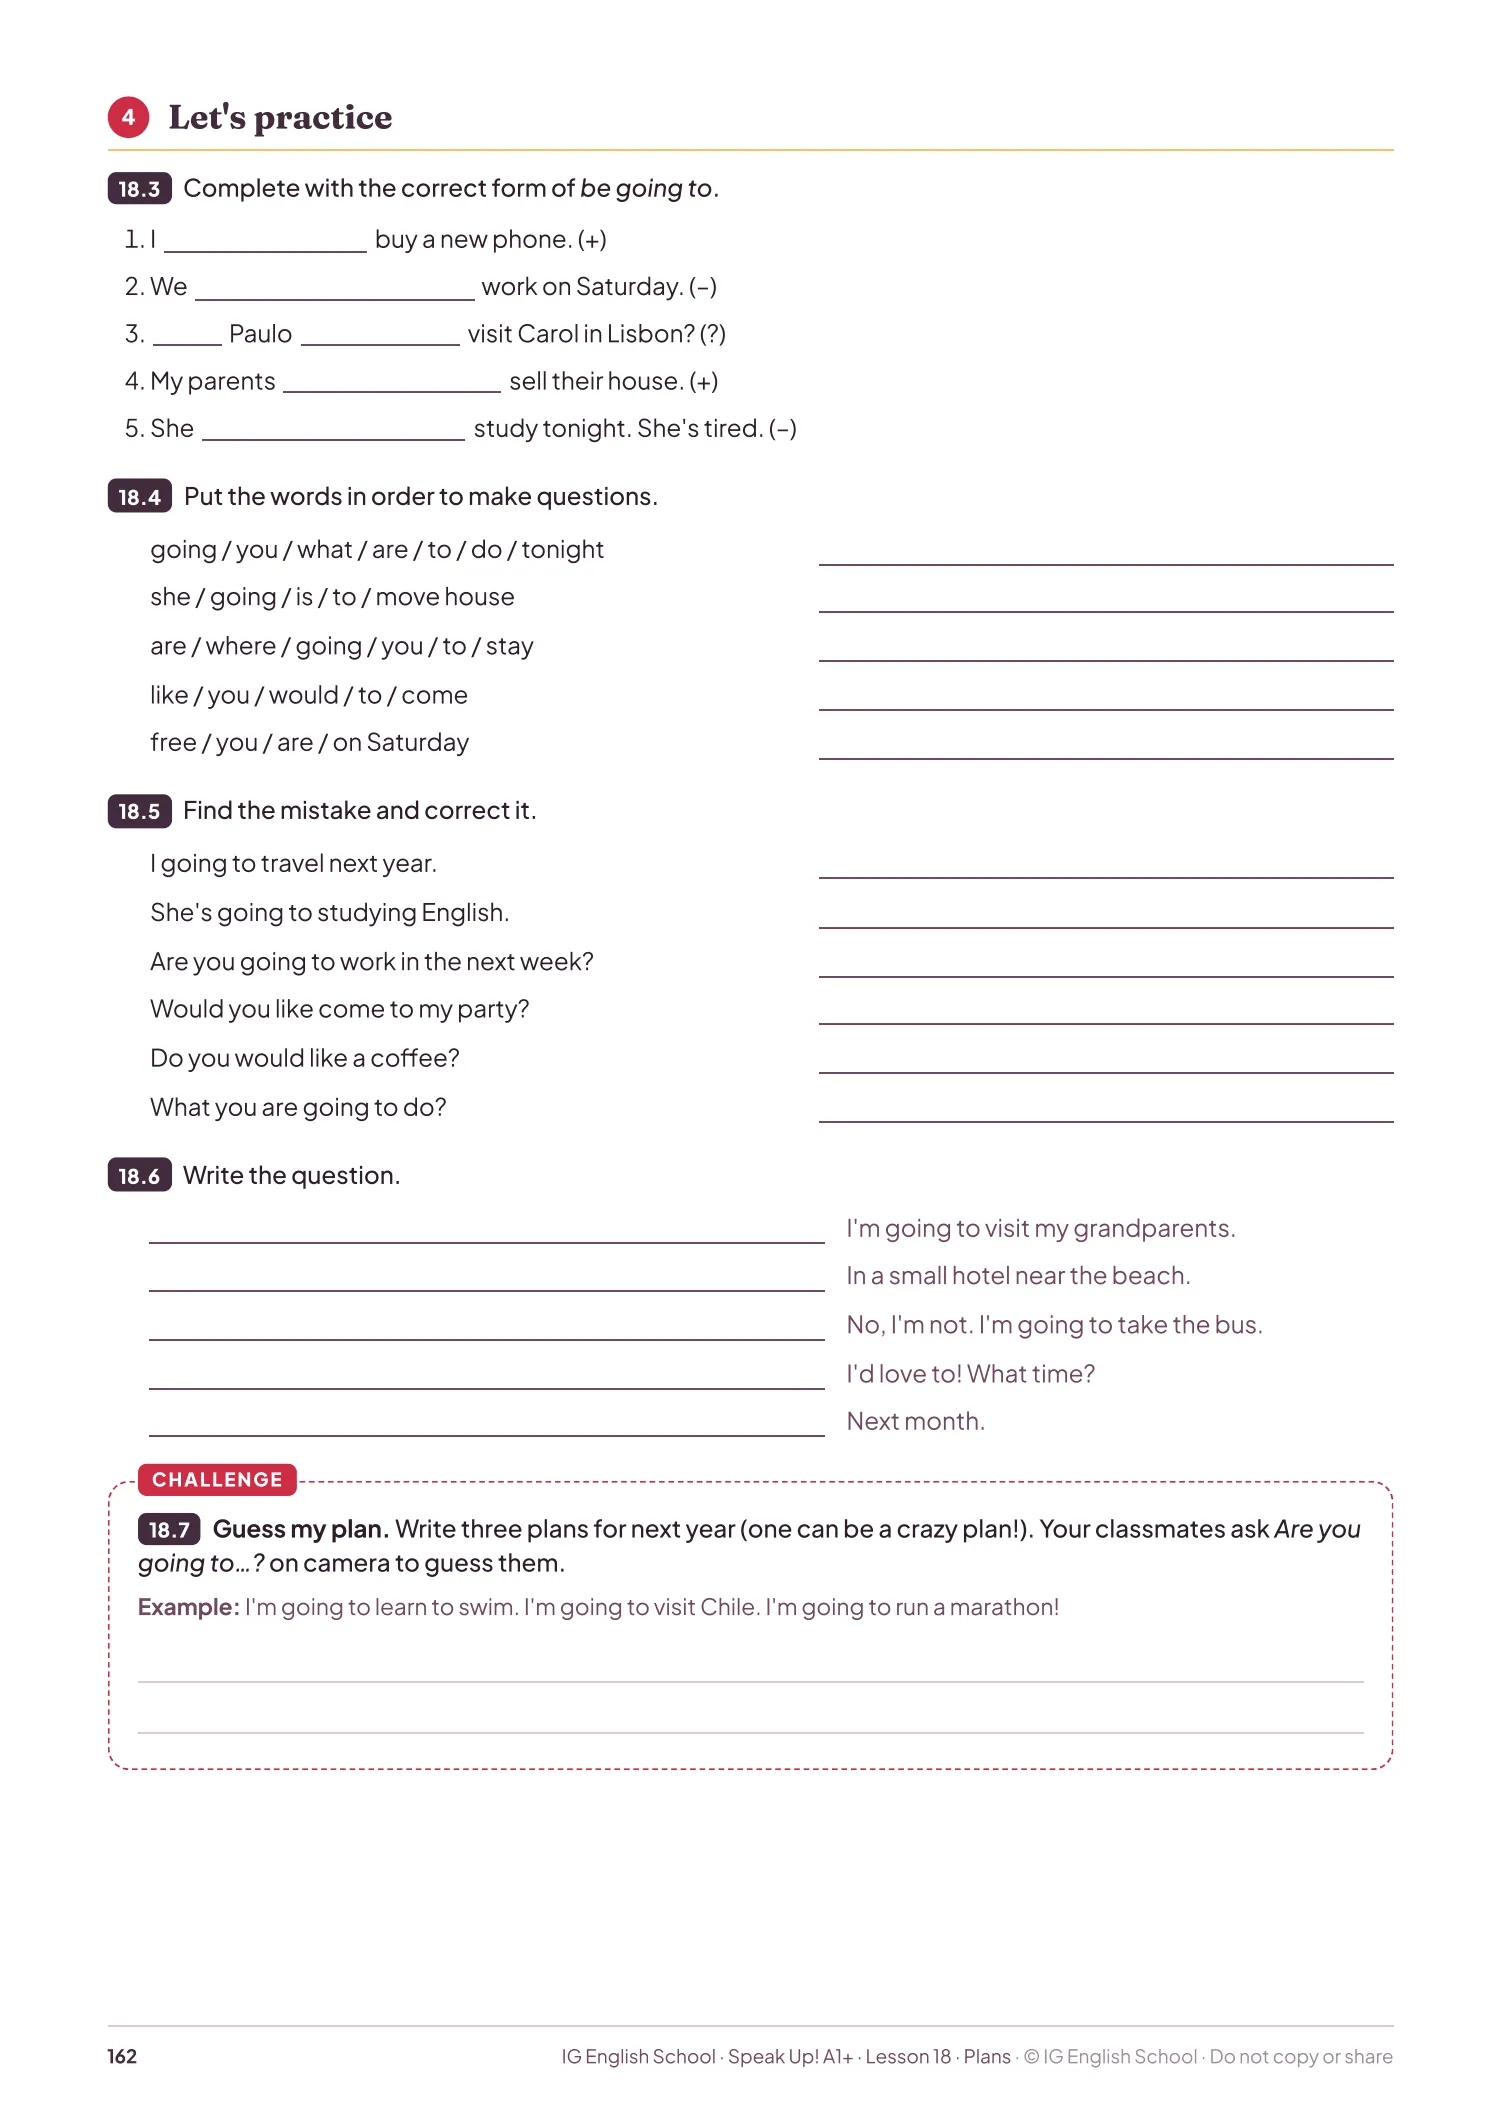 4 Let's practice
18.3 Complete with the correct form of be going to.
1. I ____ buy a new phone. (+)
2. We ____ work on Saturday. (–)
3. ____ Paulo ____ visit Carol in Lisbon? (?)
4. My parents ____ sell their house. (+)
5. She ____ study tonight. She's tired. (–)
18.4 Put the words in order to make questions.
going / you / what / are / to / do / tonight
she / going / is / to / move house
are / where / going / you / to / stay
like / you / would / to / come
free / you / are / on Saturday
18.5 Find the mistake and correct it.
I going to travel next year.
She's going to studying English.
Are you going to work in the next week?
Would you like come to my party?
Do you would like a coffee?
What you are going to do?
18.6 Write the question.
I'm going to visit my grandparents.
In a small hotel near the beach.
No, I'm not. I'm going to take the bus.
I'd love to! What time?
Next month.
CHALLENGE
18.7 Guess my plan. Write three plans for next year (one can be a crazy plan!). Your classmates ask Are you
going to…? on camera to guess them.
Example: I'm going to learn to swim. I'm going to visit Chile. I'm going to run a marathon!
162 IG English School · Speak Up! A1+ · Lesson 18 · Plans · © IG English School · Do not copy or share